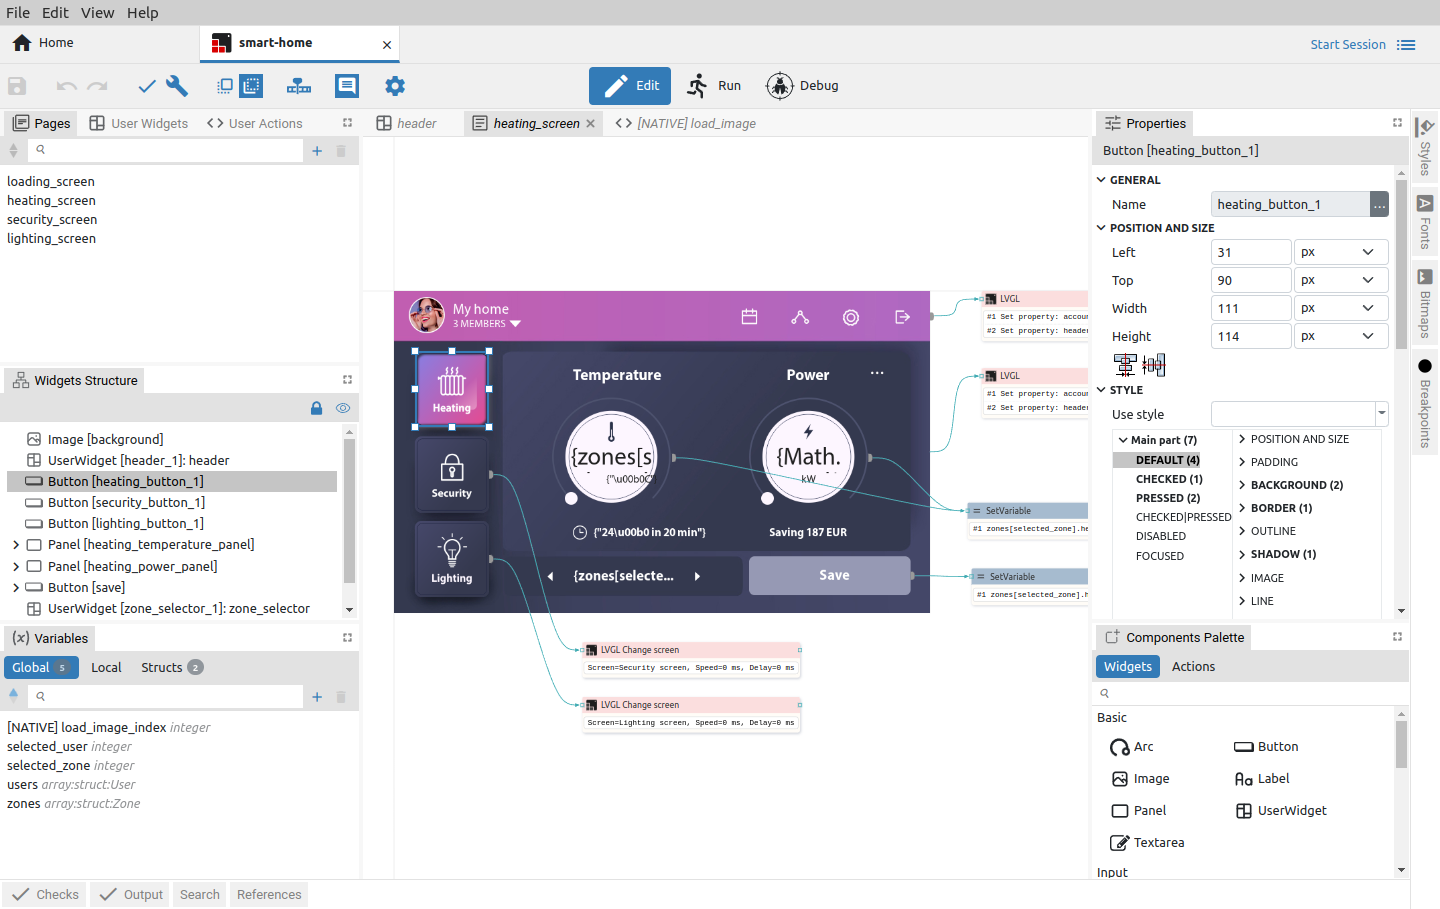 File Edit View Help
Home
smart-home
Start Session
Edit
Run
Debug
Pages
User Widgets
User Actions
header
heating_screen
[NATIVE] load_image
Properties
Button [heating_button_1]
loading_screen
heating_screen
security_screen
lighting_screen
GENERAL
Name
heating_button_1
...
POSITION AND SIZE
Left 31 px
Top 90 px
Width 111 px
Height 114 px
STYLE
Use style
Main part (7)
DEFAULT (4)
CHECKED (1)
PRESSED (2)
CHECKED|PRESSED
DISABLED
FOCUSED
POSITION AND SIZE
PADDING
BACKGROUND (2)
BORDER (1)
OUTLINE
SHADOW (1)
IMAGE
LINE
Styles
Fonts
Bitmaps
Breakpoints
Widgets Structure
Image [background]
UserWidget [header_1]: header
Button [heating_button_1]
Button [security_button_1]
Button [lighting_button_1]
Panel [heating_temperature_panel]
Panel [heating_power_panel]
Button [save]
UserWidget [zone_selector_1]: zone_selector
My home
3 MEMBERS
Heating
Security
Lighting
Temperature
{zones[s
{"\u00b0C"
{"24\u00b0 in 20 min"}
Power
...
{Math.
kW
Saving 187 EUR
{zones[selecte...
Save
LVGL
#1 Set property: accour
#2 Set property: header
LVGL
#1 Set property: accour
#2 Set property: header
SetVariable
#1 zones[selected_zone].he
SetVariable
#1 zones[selected_zone].h
LVGL Change screen
Screen=Security screen, Speed=0 ms, Delay=0 ms
LVGL Change screen
Screen=Lighting screen, Speed=0 ms, Delay=0 ms
(x) Variables
Global 5
Local
Structs 2
[NATIVE] load_image_index integer
selected_user integer
selected_zone integer
users array:struct:User
zones array:struct:Zone
Components Palette
Widgets
Actions
Basic
Arc
Button
Image
Label
Panel
UserWidget
Textarea
Input
Checks
Output
Search
References